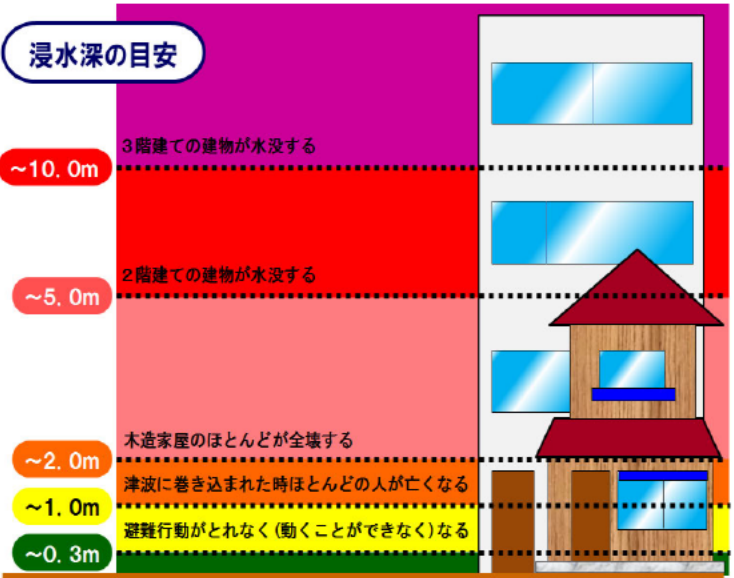 浸水深の目安
3階建ての建物が水没する
~10.0m
2階建ての建物が水没する
~5.0m
木造家屋のほとんどが全壊する
~2.0m
津波に巻き込まれた時ほとんどの人が亡くなる
~1.0m
避難行動がとれなく(動くことができなく)なる
~0.3m